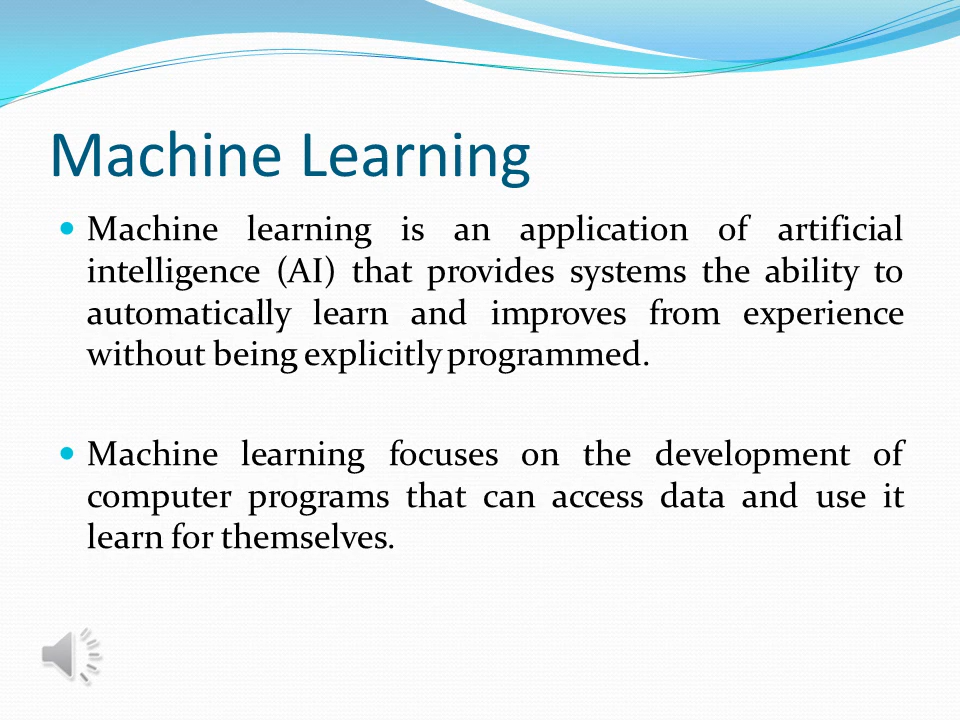 Machine Learning
Machine learning is an application of artificial
intelligence (AI) that provides systems the ability to
automatically learn and improves from experience
without being explicitly programmed.
Machine learning focuses on the development of
computer programs that can access data and use it
learn for themselves.